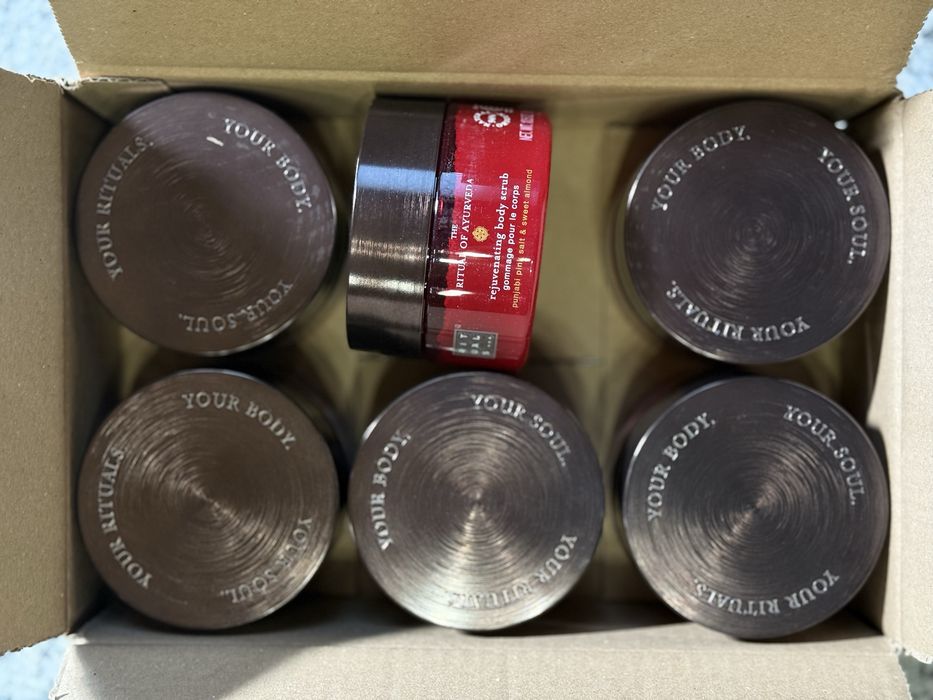 YOUR BODY.
YOUR SOUL.
YOUR RITUALS.
THE
RITUAL OF AYURVEDA
rejuvenating body scrub
gommage pour le corps
punjabi pink salt & sweet almond
RITUALS...
YOUR BODY.
YOUR SOUL.
YOUR RITUALS.
YOUR BODY.
YOUR SOUL.
YOUR RITUALS.
YOUR BODY.
YOUR SOUL.
YOUR RITUALS.
YOUR BODY.
YOUR SOUL.
YOUR RITUALS.